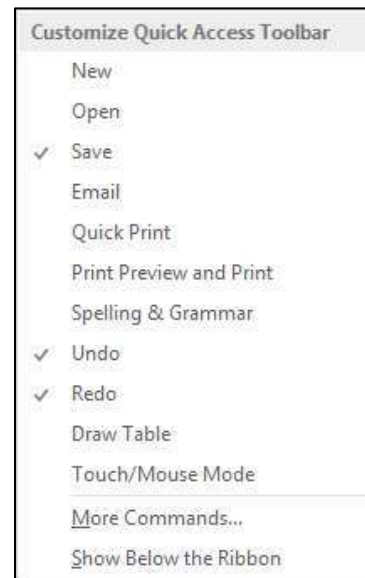 Customize Quick Access Toolbar
New
Open
Save
Email
Quick Print
Print Preview and Print
Spelling & Grammar
Undo
Redo
Draw Table
Touch/Mouse Mode
More Commands...
Show Below the Ribbon